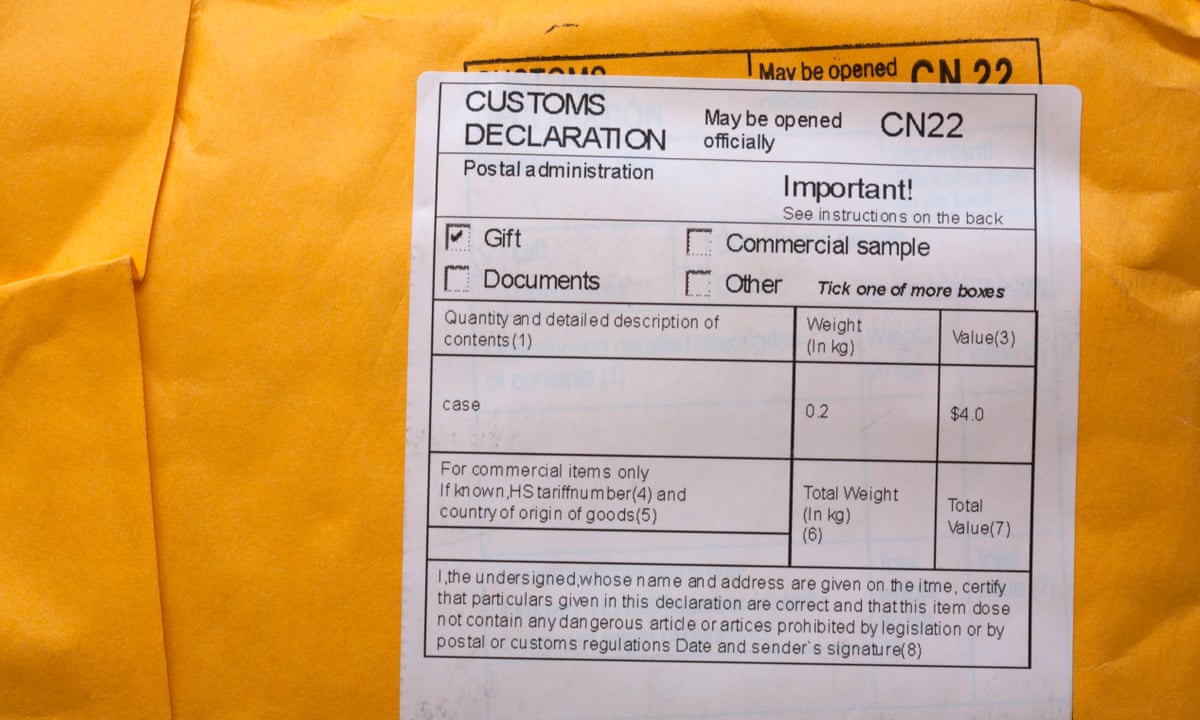 CUSTOMS
May be opened CN 22
CUSTOMS
DECLARATION
May be opened
officially
CN22
Postal administration
Important!
See instructions on the back
Gift
Commercial sample
Documents
Other
Tick one of more boxes
Quantity and detailed description of
contents(1)
Weight
(In kg)
Value(3)
case
0.2
$4.0
For commercial items only
If known,HS tariffnumber(4) and
country of origin of goods(5)
Total Weight
(In kg)
(6)
Total
Value(7)
I,the undersigned,whose name and address are given on the itme, certify
that particulars given in this declaration are correct and that this item dose
not contain any dangerous article or artices prohibited by legislation or by
postal or customs regulations Date and sender`s signature(8)